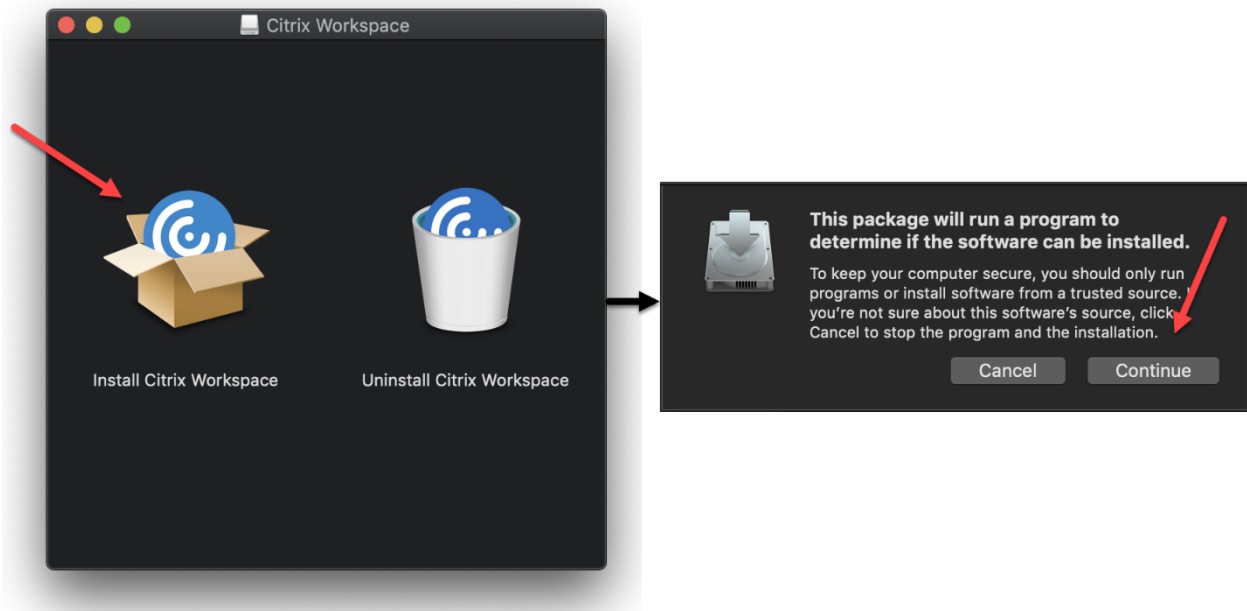 Citrix Workspace
Install Citrix Workspace
Uninstall Citrix Workspace
This package will run a program to
determine if the software can be installed.
To keep your computer secure, you should only run
programs or install software from a trusted source.
you're not sure about this software's source, click
Cancel to stop the program and the installation.
Cancel
Continue